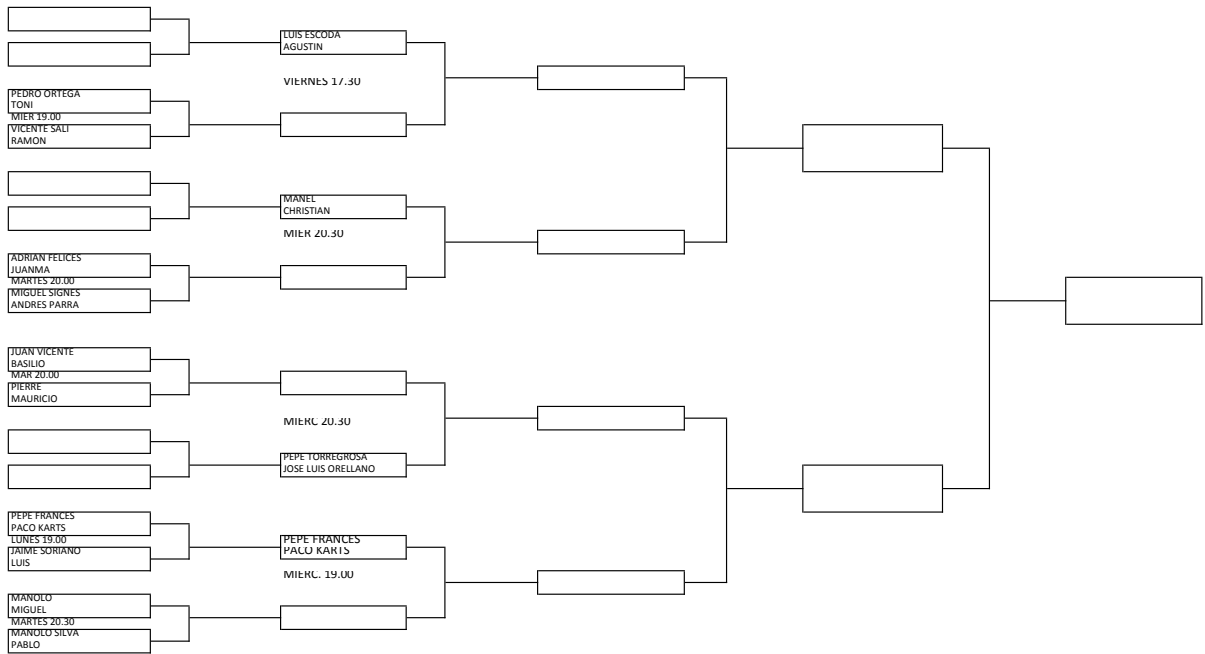 LUIS ESCODA
AGUSTIN
VIERNES 17.30
PEDRO ORTEGA
TONI
MIER 19.00
VICENTE SALI
RAMON
MANEL
CHRISTIAN
MIER 20.30
ADRIAN FELICES
JUANMA
MARTES 20.00
MIGUEL SIGNES
ANDRES PARRA
JUAN VICENTE
BASILIO
MAR 20.00
PIERRE
MAURICIO
MIERC 20.30
PEPE TORREGROSA
JOSE LUIS ORELLANO
PEPE FRANCES
PACO KARTS
LUNES 19.00
JAIME SORIANO
LUIS
PEPE FRANCES
PACO KARTS
MIERC. 19.00
MANOLO
MIGUEL
MARTES 20.30
MANOLO SILVA
PABLO